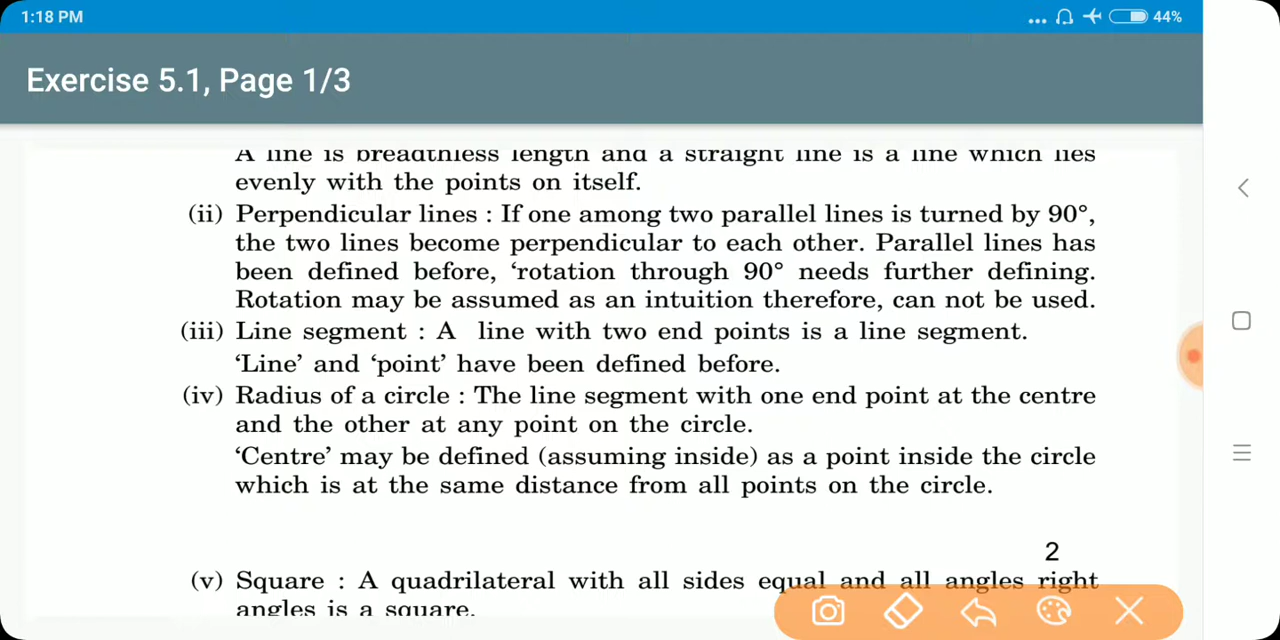 1:18 PM
44%
Exercise 5.1, Page 1/3
A line is breadthless length and a straight line is a line which lies
evenly with the points on itself.
(ii) Perpendicular lines : If one among two parallel lines is turned by 90°,
the two lines become perpendicular to each other. Parallel lines has
been defined before, ‘rotation through 90° needs further defining.
Rotation may be assumed as an intuition therefore, can not be used.
(iii) Line segment : A line with two end points is a line segment.
‘Line’ and ‘point’ have been defined before.
(iv) Radius of a circle : The line segment with one end point at the centre
and the other at any point on the circle.
‘Centre’ may be defined (assuming inside) as a point inside the circle
which is at the same distance from all points on the circle.
2
(v) Square : A quadrilateral with all sides equal and all angles right
angles is a square.